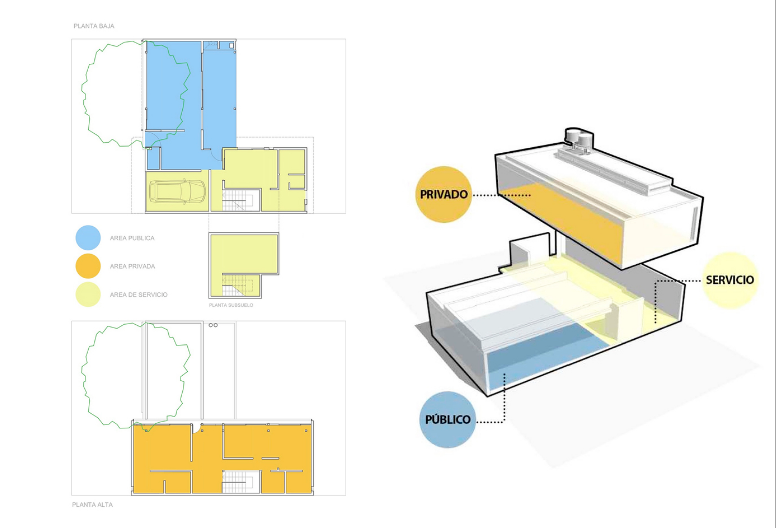 PLANTA BAJA
AREA PUBLICA
AREA PRIVADA
AREA DE SERVICIO
PLANTA SUBSUELO
PLANTA ALTA
PRIVADO
SERVICIO
PÚBLICO